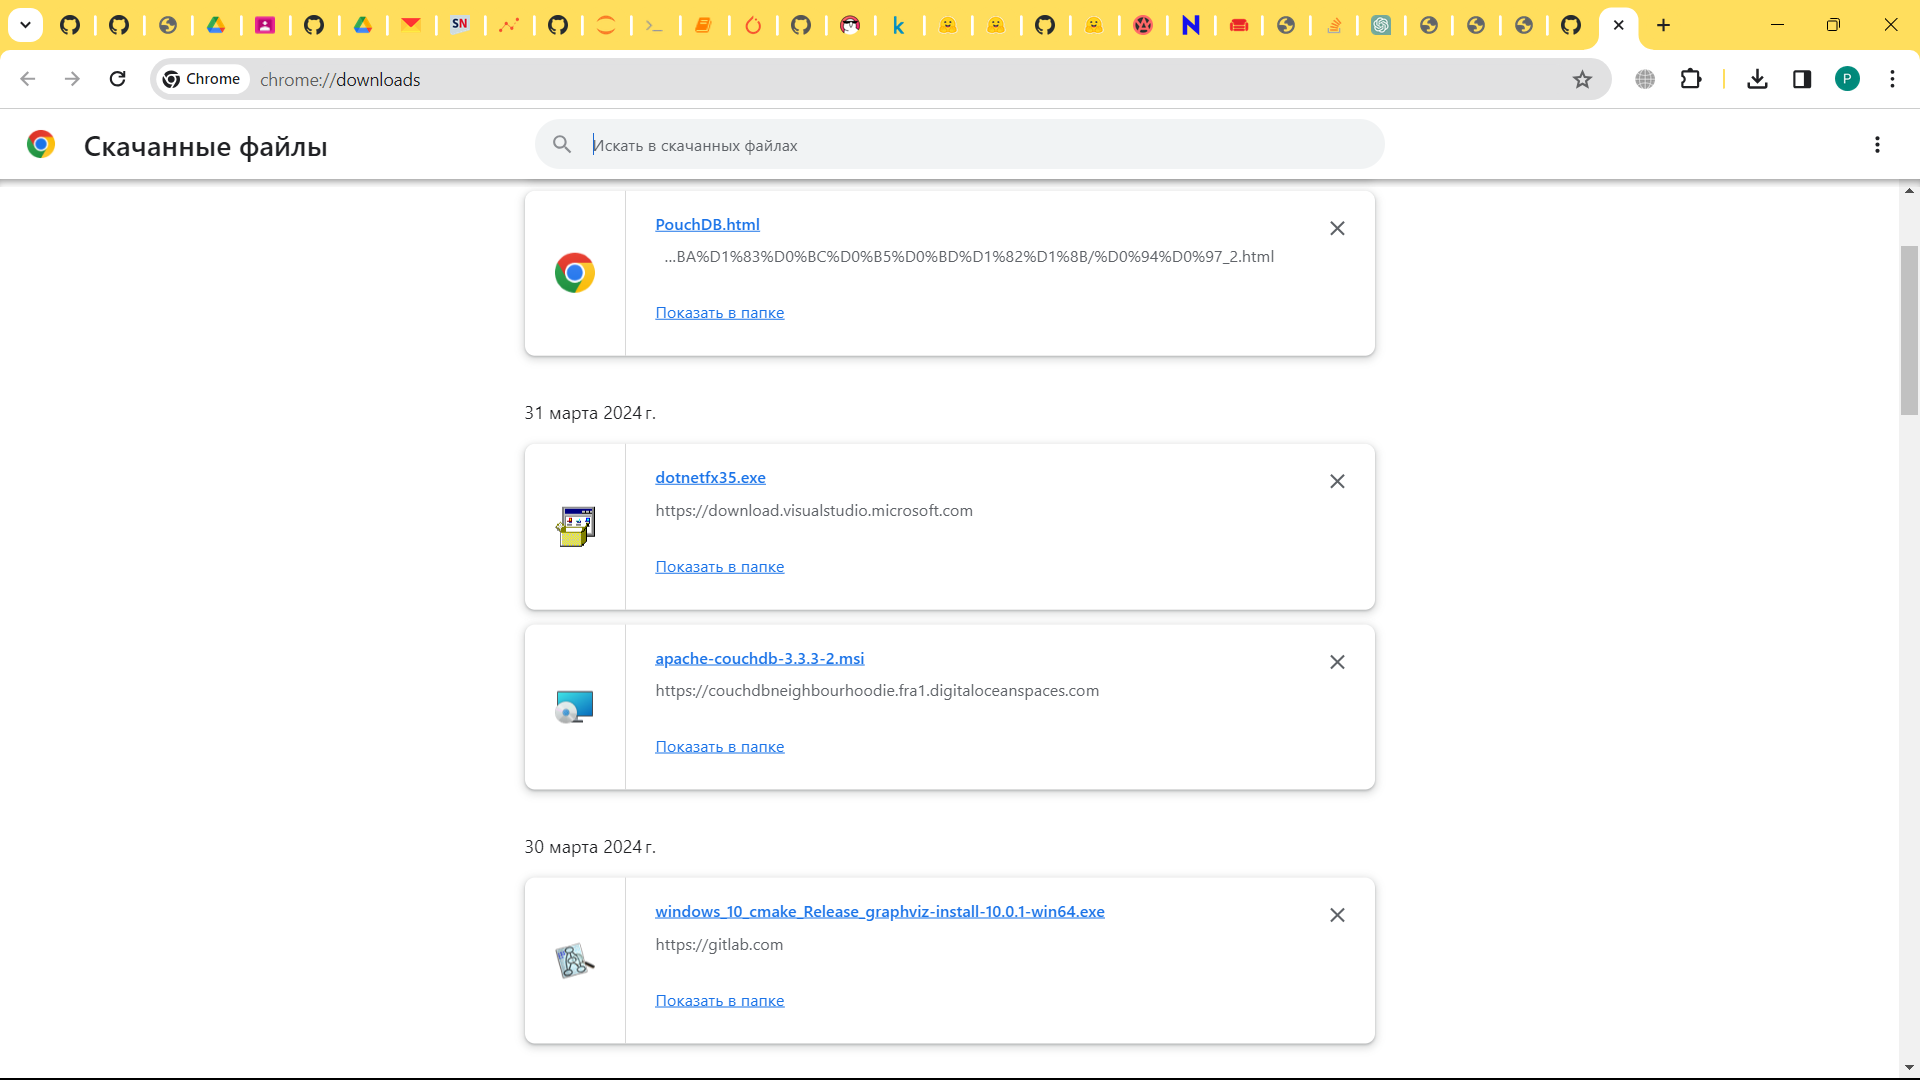 SN
k
N
Chrome
chrome://downloads
P
Скачанные файлы
Искать в скачанных файлах
PouchDB.html
...BA%D1%83%D0%BC%D0%B5%D0%BD%D1%82%D1%8B/%D0%94%D0%97_2.html
Показать в папке
31 марта 2024 г.
dotnetfx35.exe
https://download.visualstudio.microsoft.com
Показать в папке
apache-couchdb-3.3.3-2.msi
https://couchdbneighbourhoodie.fra1.digitaloceanspaces.com
Показать в папке
30 марта 2024 г.
windows_10_cmake_Release_graphviz-install-10.0.1-win64.exe
https://gitlab.com
Показать в папке